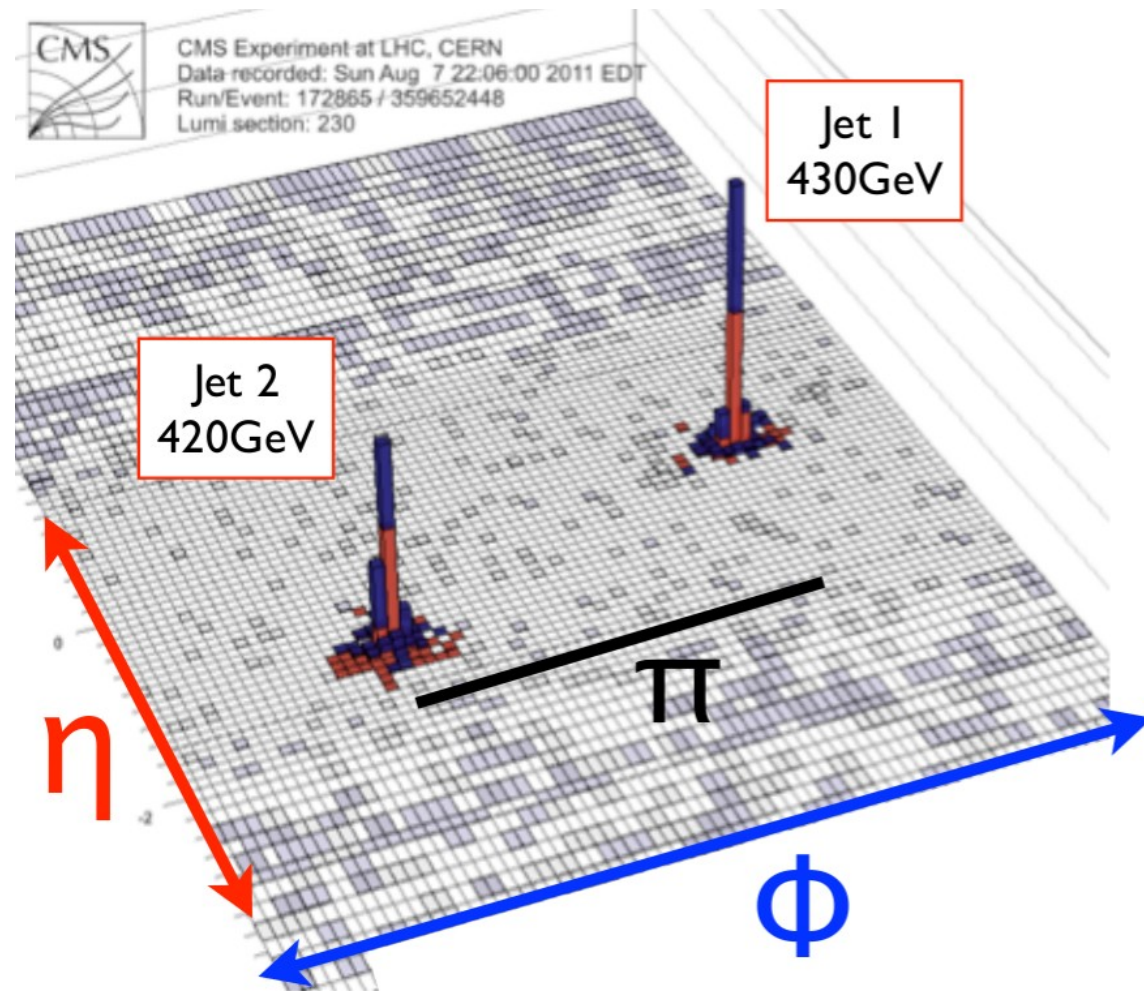 CMS
CMS Experiment at LHC, CERN
Data recorded: Sun Aug 7 22:06:00 2011 EDT
Run/Event: 172865 / 359652448
Lumi section: 230
Jet 1
430GeV
Jet 2
420GeV
0
π
η
-2
Φ